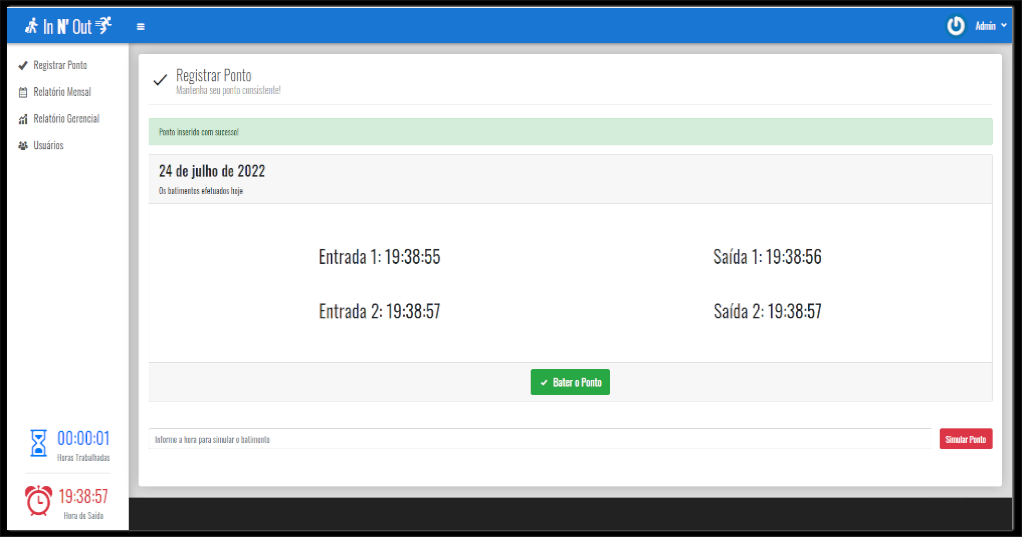 In N' Out
Admin
Registrar Ponto
Relatório Mensal
Relatório Gerencial
Usuários
Registrar Ponto
Mantenha seu ponto consistente!
Ponto inserido com sucesso!
24 de julho de 2022
Os batimentos efetuados hoje
Entrada 1: 19:38:55
Saída 1: 19:38:56
Entrada 2: 19:38:57
Saída 2: 19:38:57
Bater o Ponto
Informe a hora para simular o batimento
Simular Ponto
00:00:01
Horas Trabalhadas
19:38:57
Hora de Saída